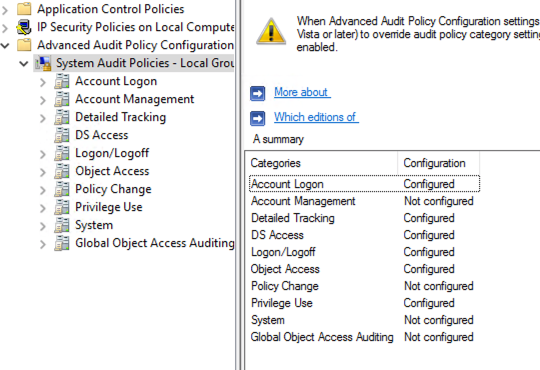 Application Control Policies
IP Security Policies on Local Compute
Advanced Audit Policy Configuration
System Audit Policies - Local Grou
Account Logon
Account Management
Detailed Tracking
DS Access
Logon/Logoff
Object Access
Policy Change
Privilege Use
System
Global Object Access Auditing
When Advanced Audit Policy Configuration settings
Vista or later) to override audit policy category setting
enabled.
More about
Which editions of
A summary
Categories Configuration
Account Logon Configured
Account Management Not configured
Detailed Tracking Configured
DS Access Configured
Logon/Logoff Configured
Object Access Configured
Policy Change Not configured
Privilege Use Configured
System Not configured
Global Object Access Auditing Not configured